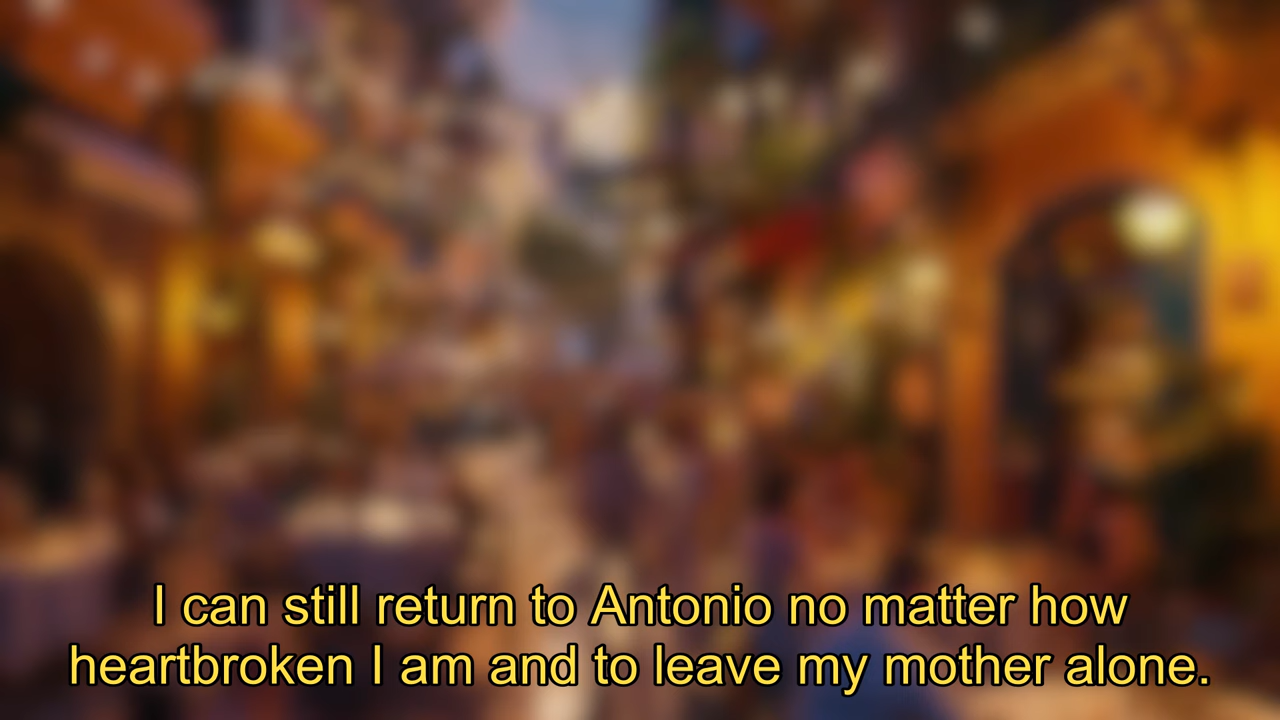 I can still return to Antonio no matter how
heartbroken I am and to leave my mother alone.